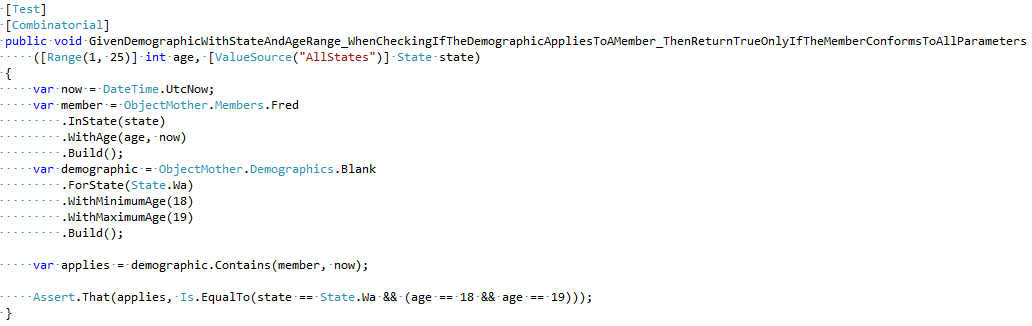 [Test]
[Combinatorial]
public void GivenDemographicWithStateAndAgeRange_WhenCheckingIfTheDemographicAppliesToAMember_ThenReturnTrueOnlyIfTheMemberConformsToAllParameters
([Range(1, 25)] int age, [ValueSource("AllStates")] State state)
{
var now = DateTime.UtcNow;
var member = ObjectMother.Members.Fred
.InState(state)
.WithAge(age, now)
.Build();
var demographic = ObjectMother.Demographics.Blank
.ForState(State.Wa)
.WithMinimumAge(18)
.WithMaximumAge(19)
.Build();
var applies = demographic.Contains(member, now);
Assert.That(applies, Is.EqualTo(state == State.Wa && (age == 18 && age == 19)));
}